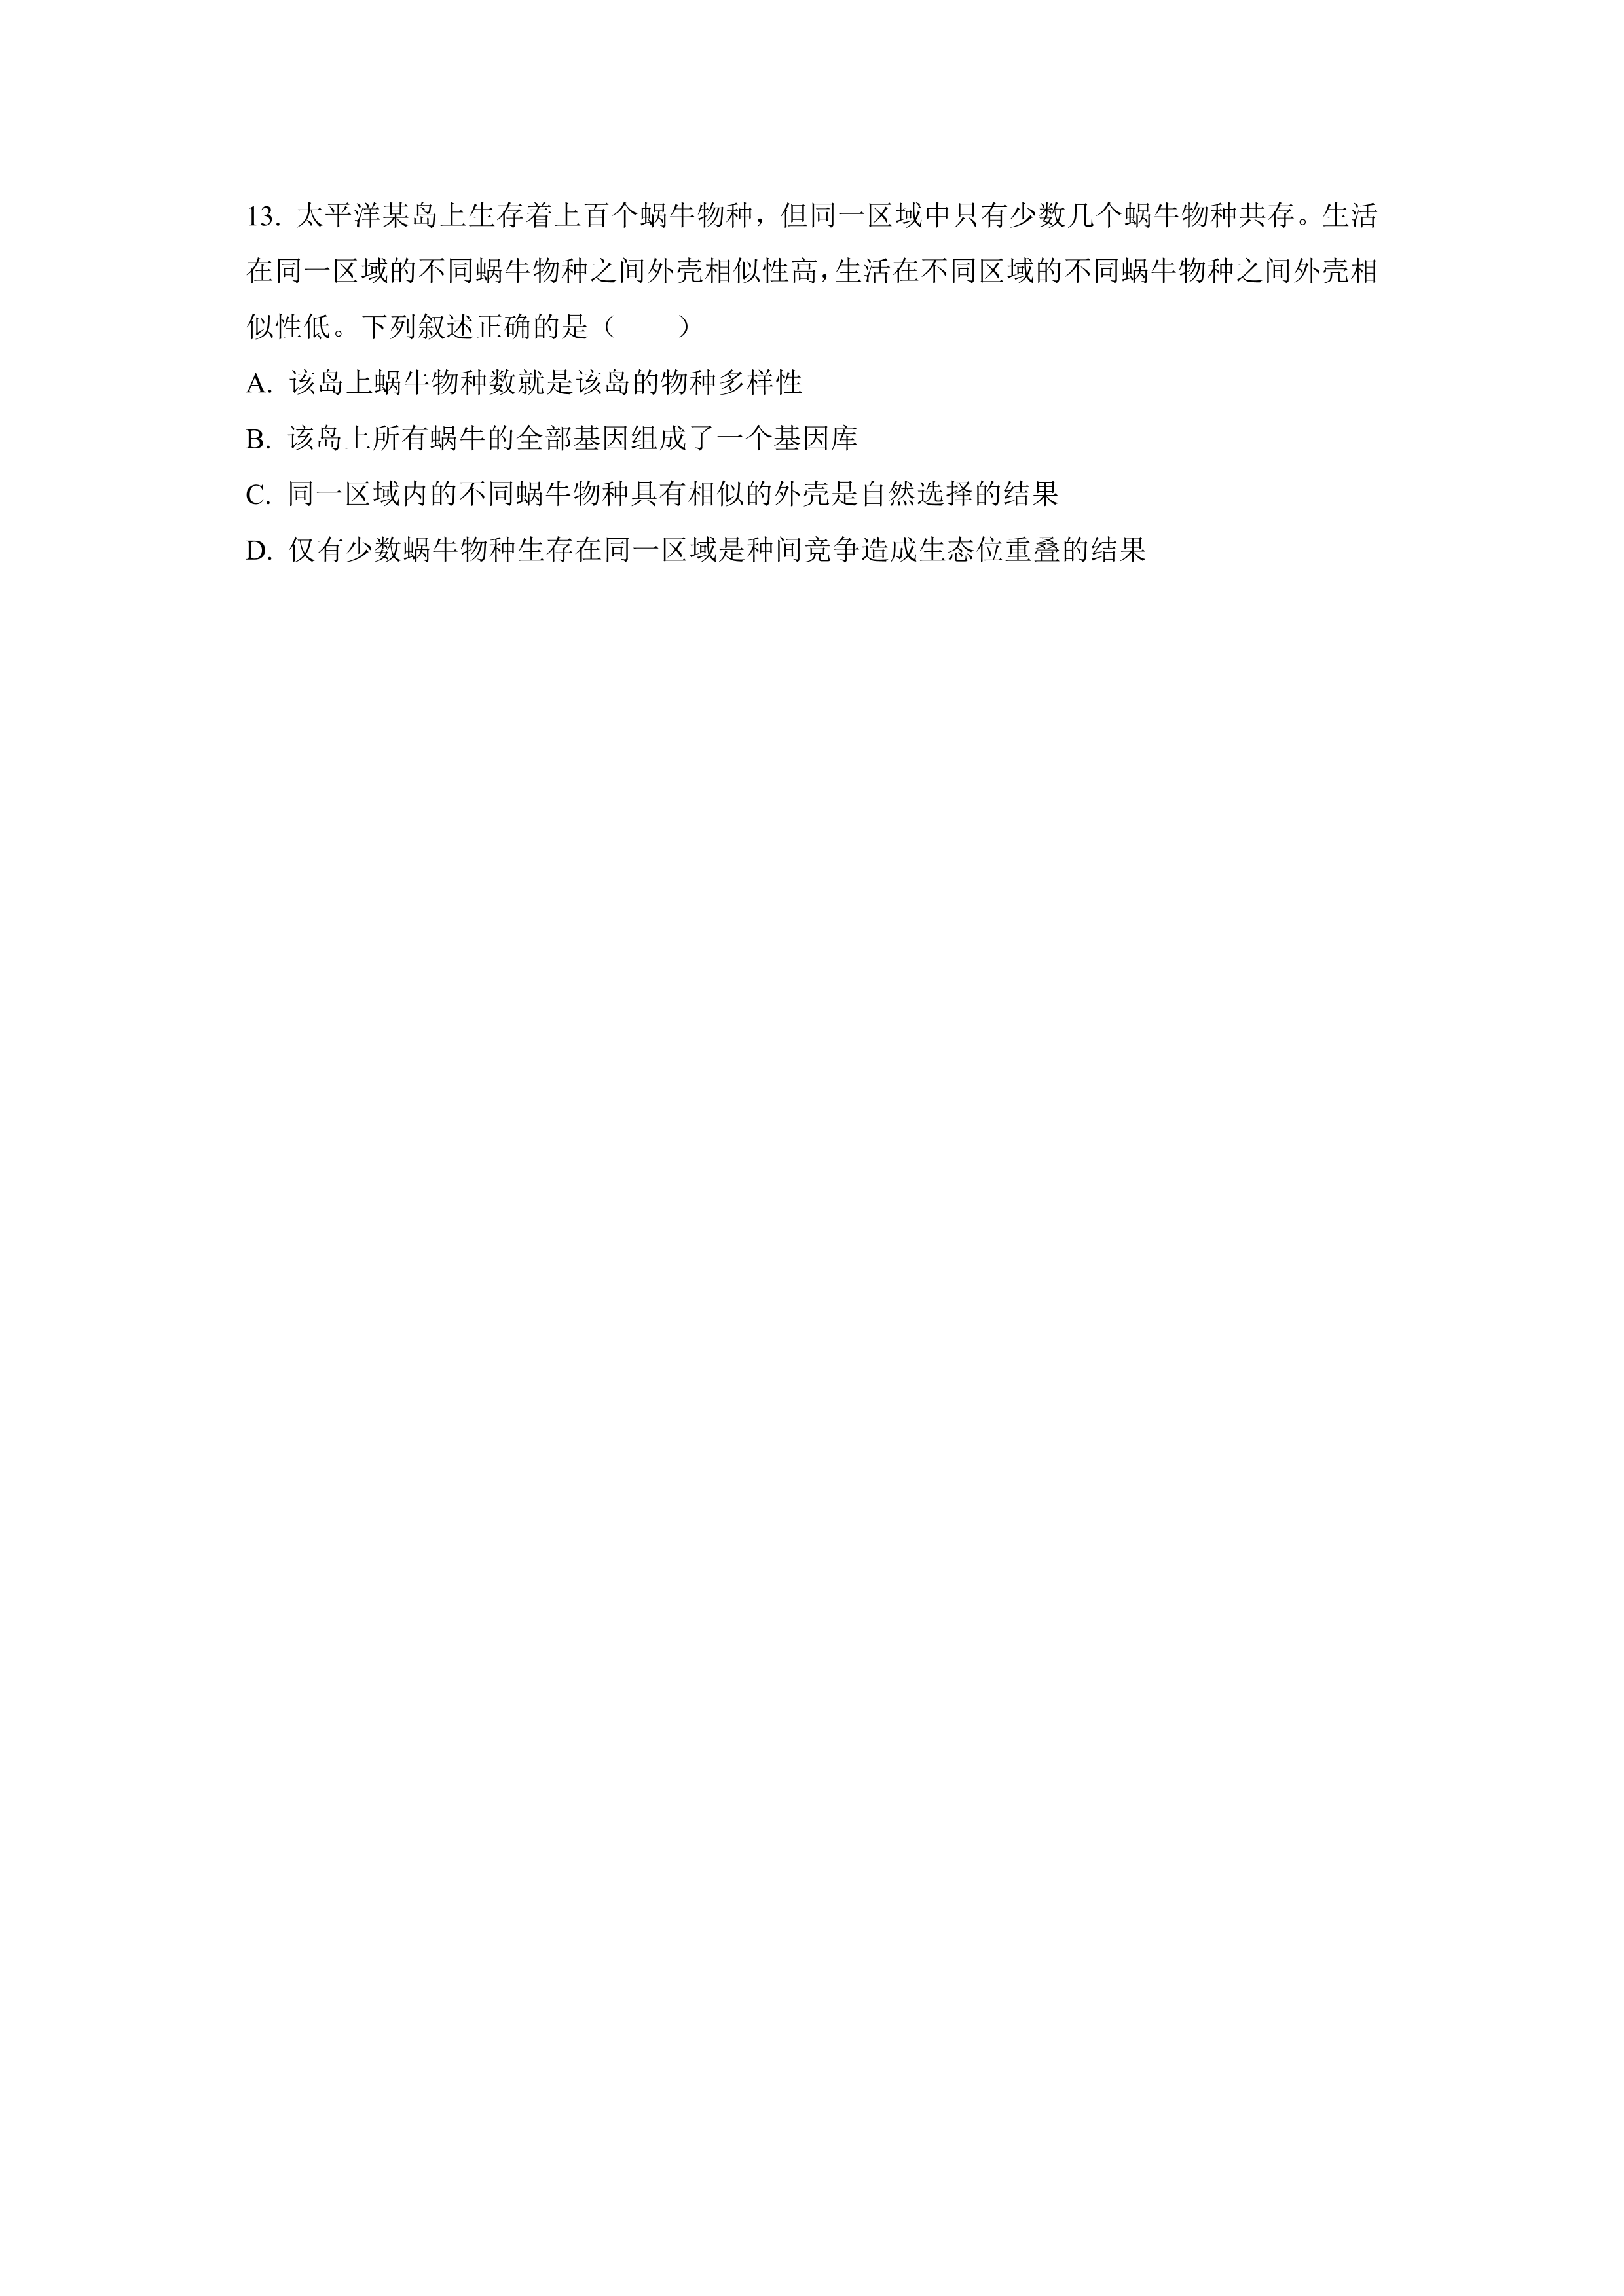 13. 太平洋某岛上生存着上百个蜗牛物种，但同一区域中只有少数几个蜗牛物种共存。生活
在同一区域的不同蜗牛物种之间外壳相似性高，生活在不同区域的不同蜗牛物种之间外壳相
似性低。下列叙述正确的是（　　）
A. 该岛上蜗牛物种数就是该岛的物种多样性
B. 该岛上所有蜗牛的全部基因组成了一个基因库
C. 同一区域内的不同蜗牛物种具有相似的外壳是自然选择的结果
D. 仅有少数蜗牛物种生存在同一区域是种间竞争造成生态位重叠的结果